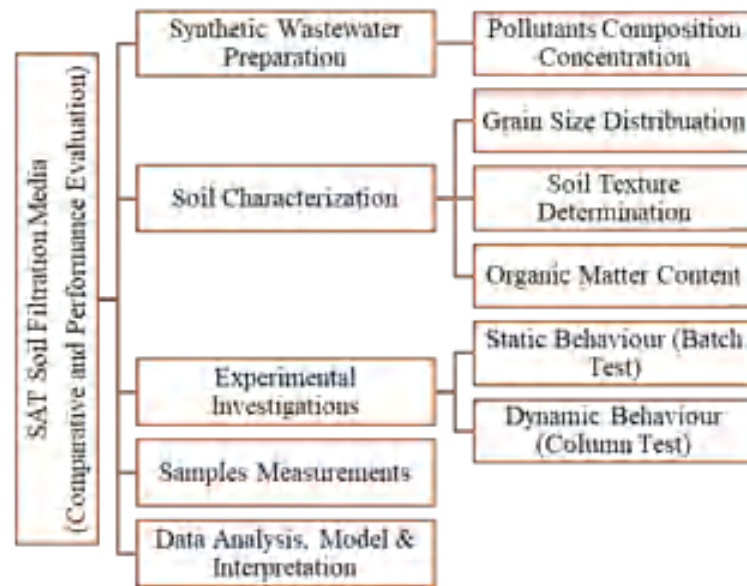 SAT Soil Filtration Media
(Comparative and Performance Evaluation)
Synthetic Wastewater
Preparation
Pollutants Composition
Concentration
Soil Characterization
Grain Size Distribuation
Soil Texture
Determination
Organic Matter Content
Experimental
Investigations
Static Behaviour (Batch
Test)
Dynamic Behaviour
(Column Test)
Samples Measurements
Data Analysis, Model &
Interpretation